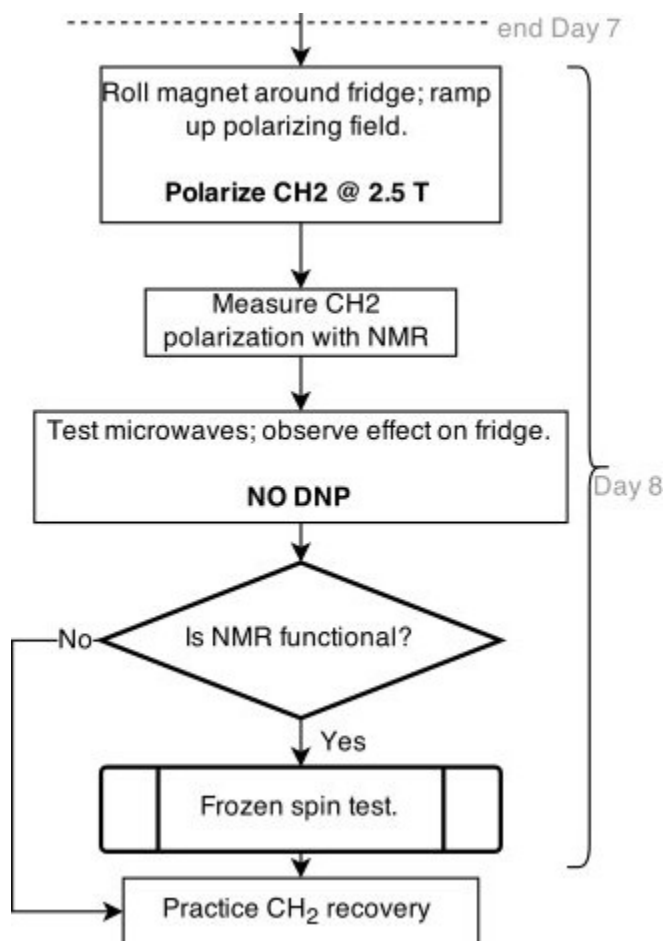 end Day 7
Roll magnet around fridge; ramp
up polarizing field.
Polarize CH2 @ 2.5 T
Measure CH2
polarization with NMR
Test microwaves; observe effect on fridge.
NO DNP
Day 8
Is NMR functional?
No
Yes
Frozen spin test.
Practice CH₂ recovery